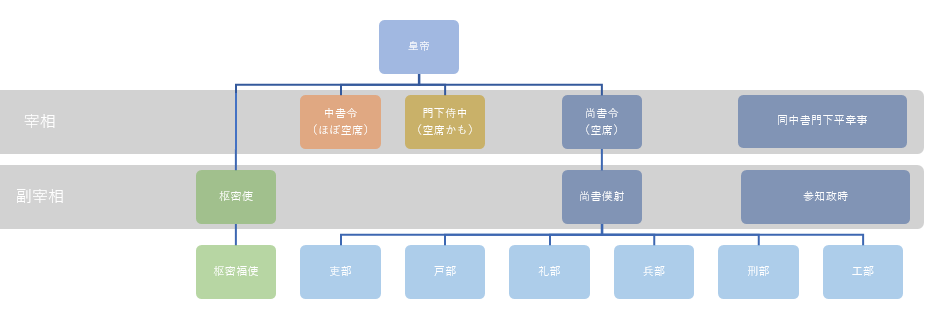 皇帝
宰相
中書令
（ほぼ空席）
門下侍中
（空席かも）
尚書令
（空席）
同中書門下平章事
副宰相
枢密使
尚書僕射
参知政時
枢密福使
吏部
戸部
礼部
兵部
刑部
工部